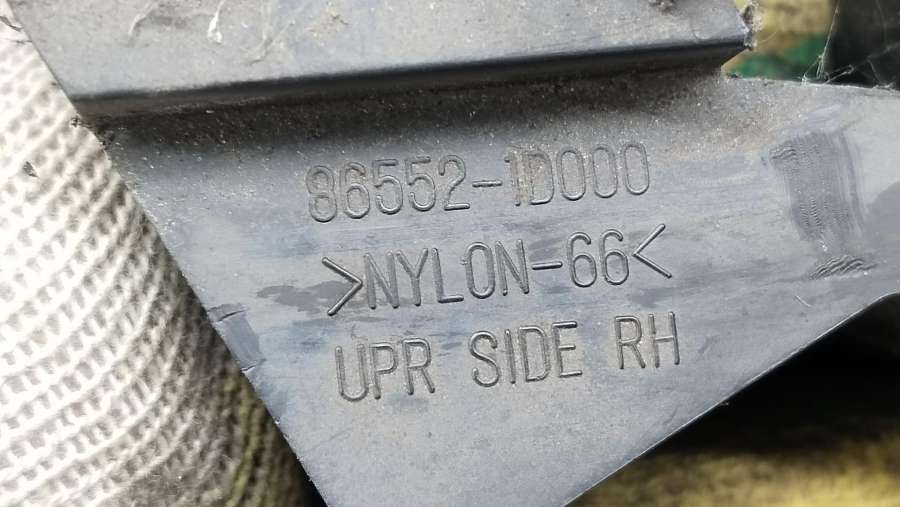 86552-1D000
>NYLON-66<
UPR SIDE RH